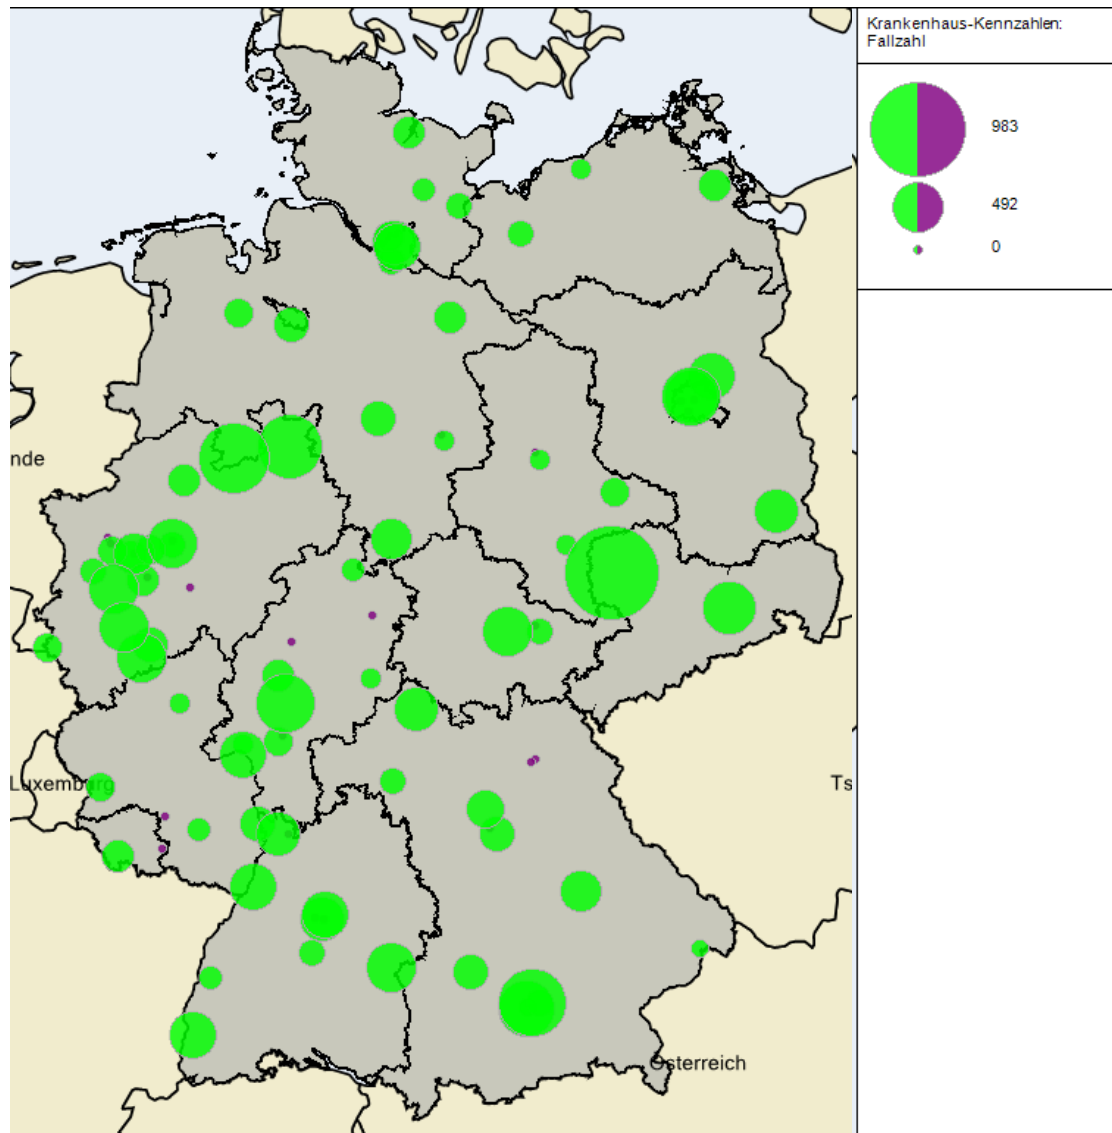 Krankenhaus-Kennzahlen:
Fallzahl
983
492
0
nde
Luxemburg
Ts
Österreich